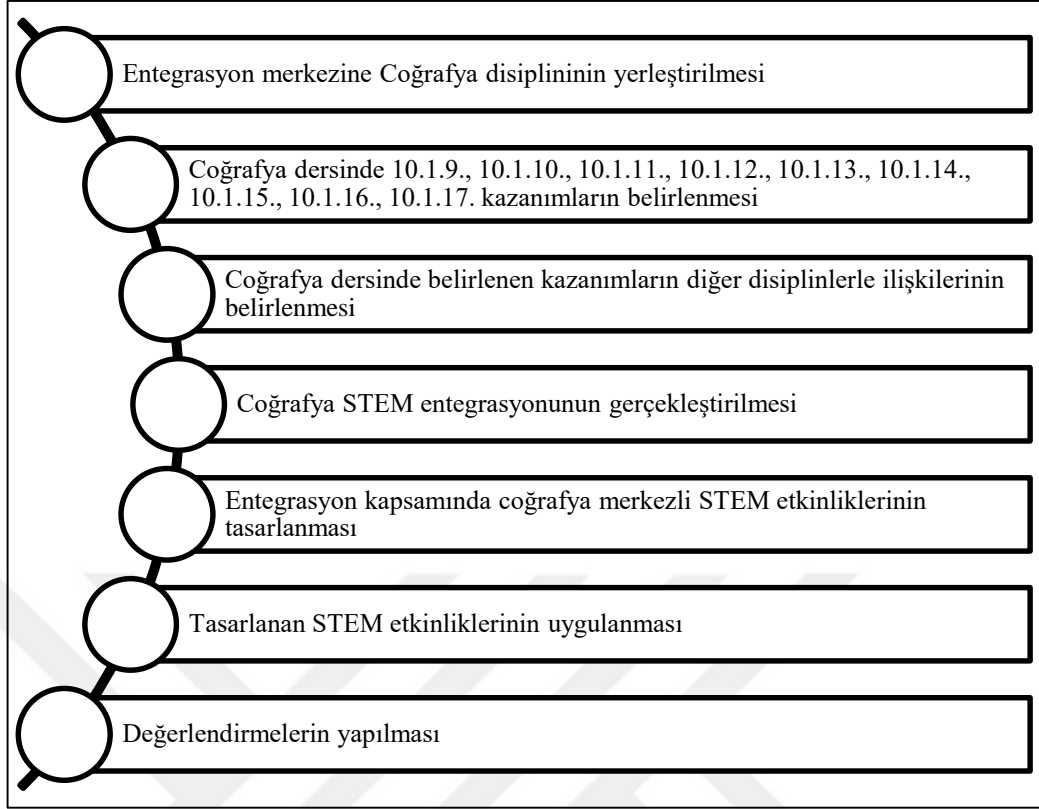 Entegrasyon merkezine Coğrafya disiplininin yerleştirilmesi
Coğrafya dersinde 10.1.9., 10.1.10., 10.1.11., 10.1.12., 10.1.13., 10.1.14.,
10.1.15., 10.1.16., 10.1.17. kazanımların belirlenmesi
Coğrafya dersinde belirlenen kazanımların diğer disiplinlerle ilişkilerinin
belirlenmesi
Coğrafya STEM entegrasyonunun gerçekleştirilmesi
Entegrasyon kapsamında coğrafya merkezli STEM etkinliklerinin
tasarlanması
Tasarlanan STEM etkinliklerinin uygulanması
Değerlendirmelerin yapılması